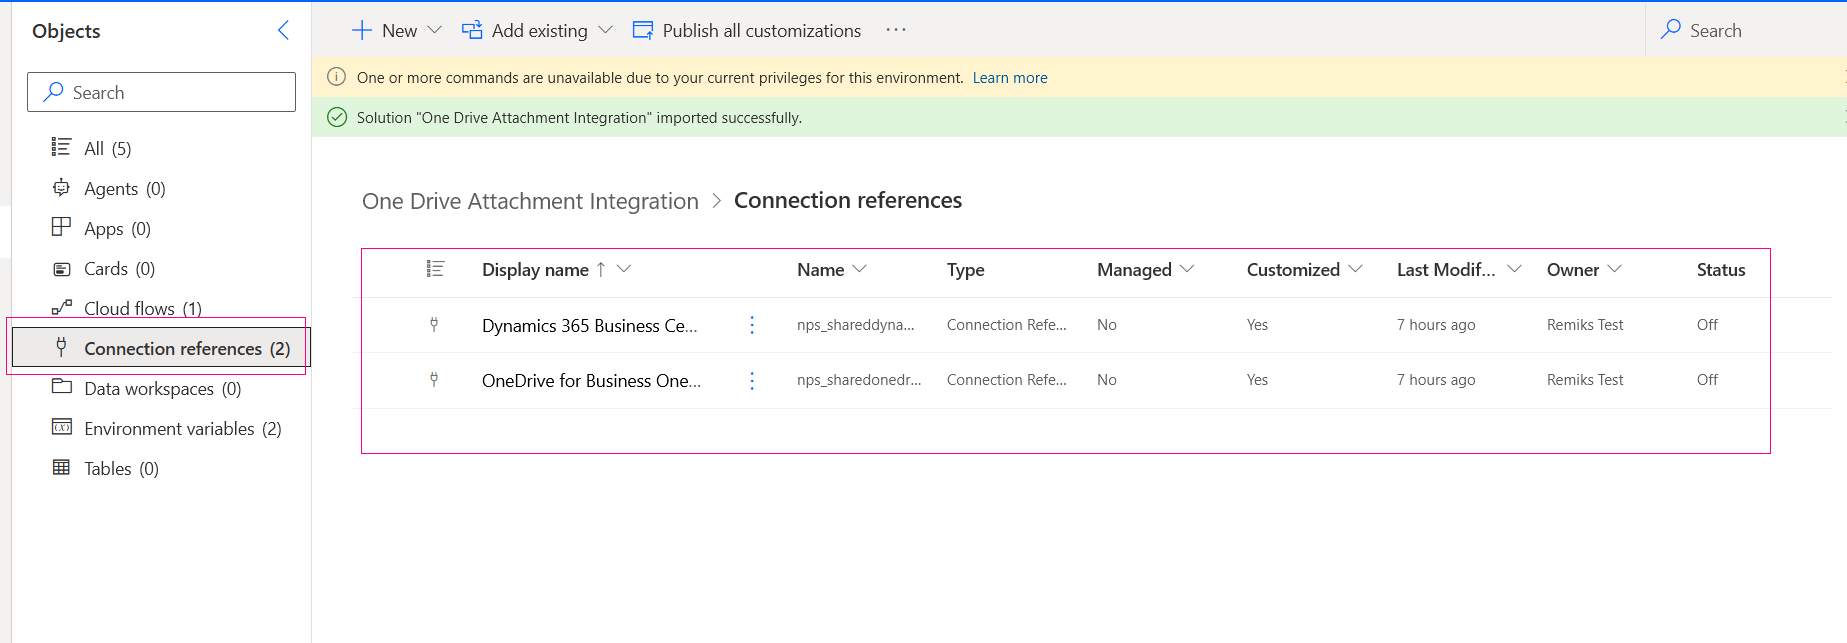 Objects
New
Add existing
Publish all customizations
Search
One or more commands are unavailable due to your current privileges for this environment. Learn more
Search
Solution "One Drive Attachment Integration" imported successfully.
All (5)
Agents (0)
Apps (0)
Cards (0)
Cloud flows (1)
Connection references (2)
Data workspaces (0)
Environment variables (2)
Tables (0)
One Drive Attachment Integration > Connection references
Display name ↑ Name Type Managed Customized Last Modif... Owner Status
Dynamics 365 Business Ce... nps_shareddyna... Connection Refe... No Yes 7 hours ago Remiks Test Off
OneDrive for Business One... nps_sharedonedr... Connection Refe... No Yes 7 hours ago Remiks Test Off